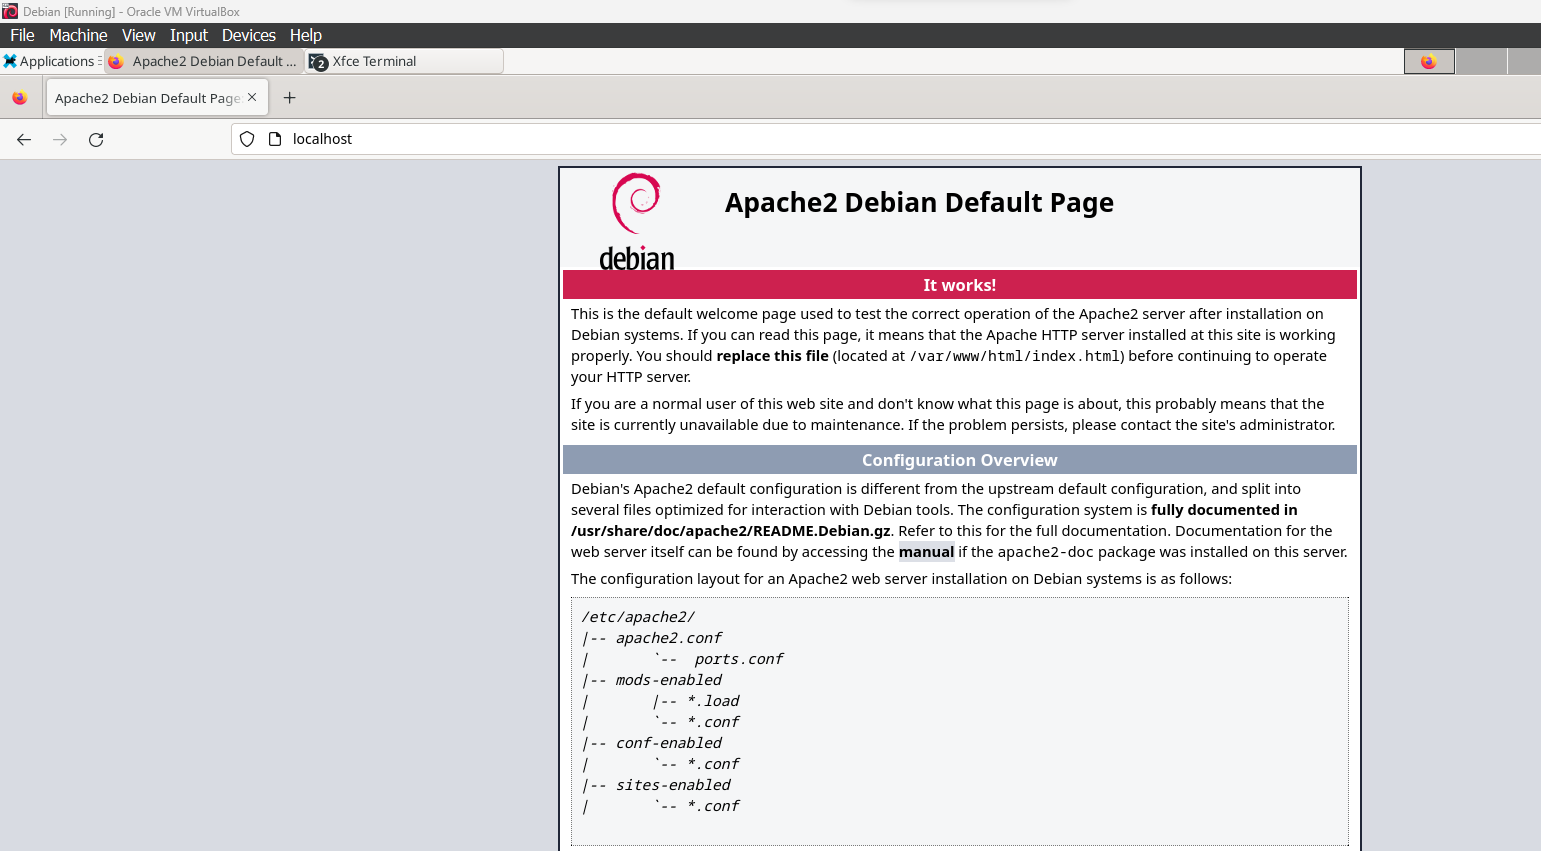 Debian [Running] - Oracle VM VirtualBox
File Machine View Input Devices Help
Applications Apache2 Debian Default ... 2 Xfce Terminal
Apache2 Debian Default Page
localhost
debian
Apache2 Debian Default Page
It works!
This is the default welcome page used to test the correct operation of the Apache2 server after installation on
Debian systems. If you can read this page, it means that the Apache HTTP server installed at this site is working
properly. You should replace this file (located at /var/www/html/index.html) before continuing to operate
your HTTP server.
If you are a normal user of this web site and don't know what this page is about, this probably means that the
site is currently unavailable due to maintenance. If the problem persists, please contact the site's administrator.
Configuration Overview
Debian's Apache2 default configuration is different from the upstream default configuration, and split into
several files optimized for interaction with Debian tools. The configuration system is fully documented in
/usr/share/doc/apache2/README.Debian.gz. Refer to this for the full documentation. Documentation for the
web server itself can be found by accessing the manual if the apache2-doc package was installed on this server.
The configuration layout for an Apache2 web server installation on Debian systems is as follows:
/etc/apache2/
|-- apache2.conf
|       `--  ports.conf
|-- mods-enabled
|       |-- *.load
|       `-- *.conf
|-- conf-enabled
|       `-- *.conf
|-- sites-enabled
|       `-- *.conf